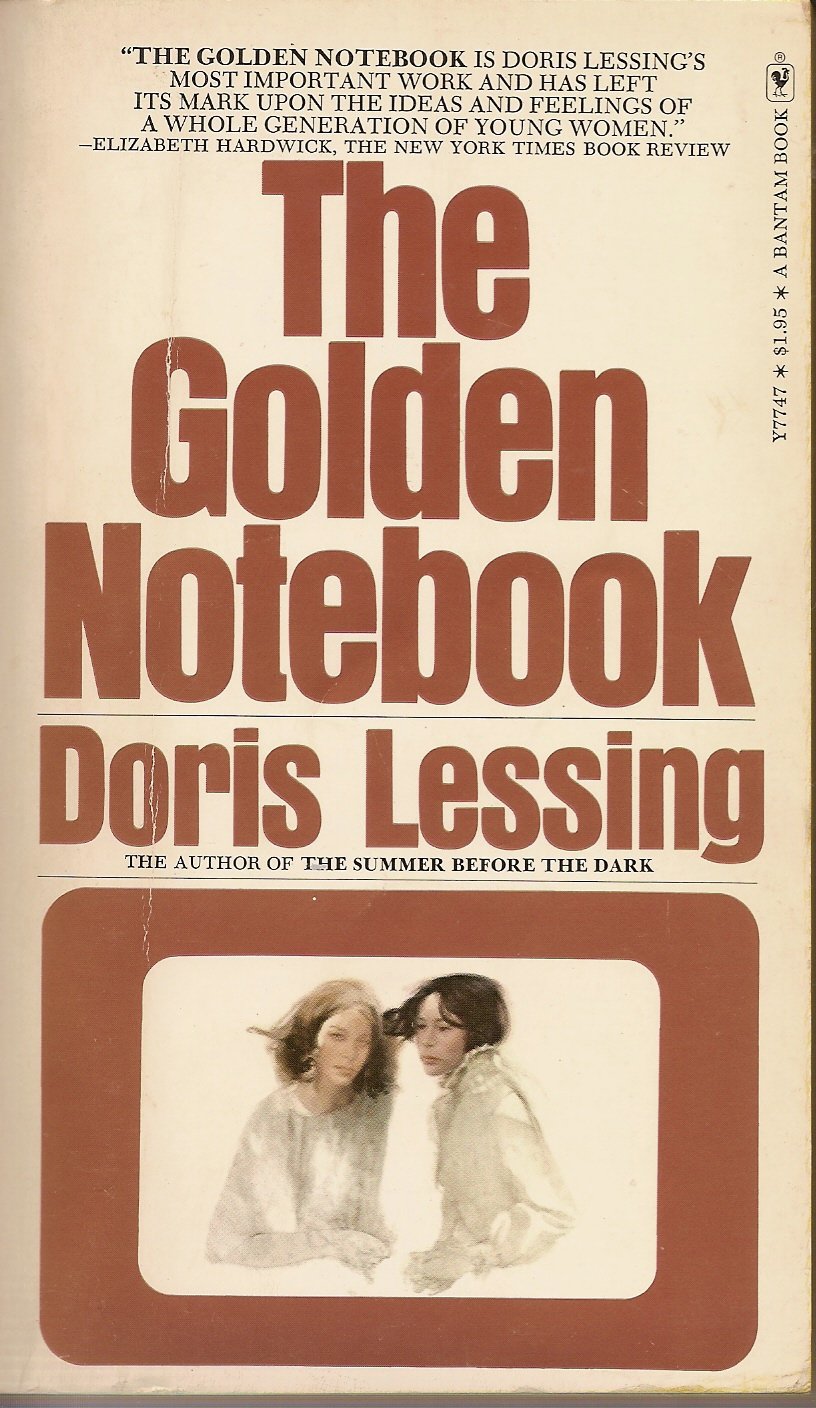 “THE GOLDEN NOTEBOOK IS DORIS LESSING’S
MOST IMPORTANT WORK AND HAS LEFT
ITS MARK UPON THE IDEAS AND FEELINGS OF
A WHOLE GENERATION OF YOUNG WOMEN.”
–ELIZABETH HARDWICK, THE NEW YORK TIMES BOOK REVIEW
The
Golden
Notebook
Doris Lessing
THE AUTHOR OF THE SUMMER BEFORE THE DARK
Y7747 * $1.95 * A BANTAM BOOK ®